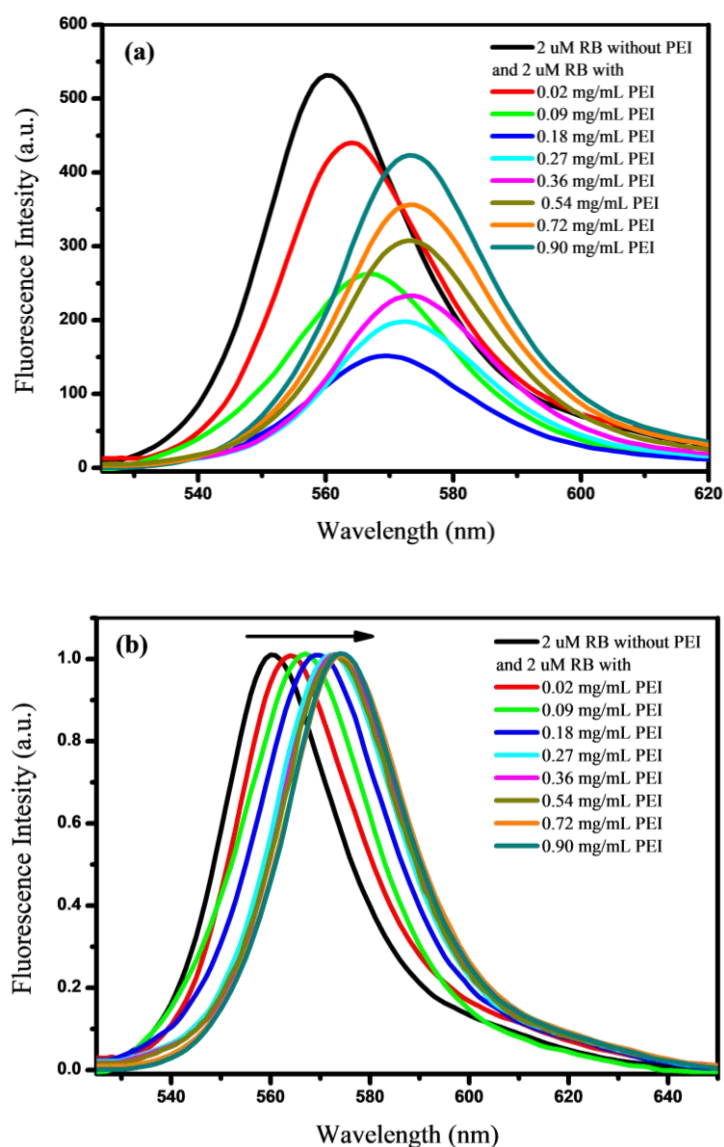 (a)
600
500
400
300
200
100
0
Fluorescence Intesity (a.u.)
2 uM RB without PEI
and 2 uM RB with
0.02 mg/mL PEI
0.09 mg/mL PEI
0.18 mg/mL PEI
0.27 mg/mL PEI
0.36 mg/mL PEI
0.54 mg/mL PEI
0.72 mg/mL PEI
0.90 mg/mL PEI
540 560 580 600 620
Wavelength (nm)
(b)
1.0
0.8
0.6
0.4
0.2
0.0
Fluorescence Intesity (a.u.)
2 uM RB without PEI
and 2 uM RB with
0.02 mg/mL PEI
0.09 mg/mL PEI
0.18 mg/mL PEI
0.27 mg/mL PEI
0.36 mg/mL PEI
0.54 mg/mL PEI
0.72 mg/mL PEI
0.90 mg/mL PEI
540 560 580 600 620 640
Wavelength (nm)